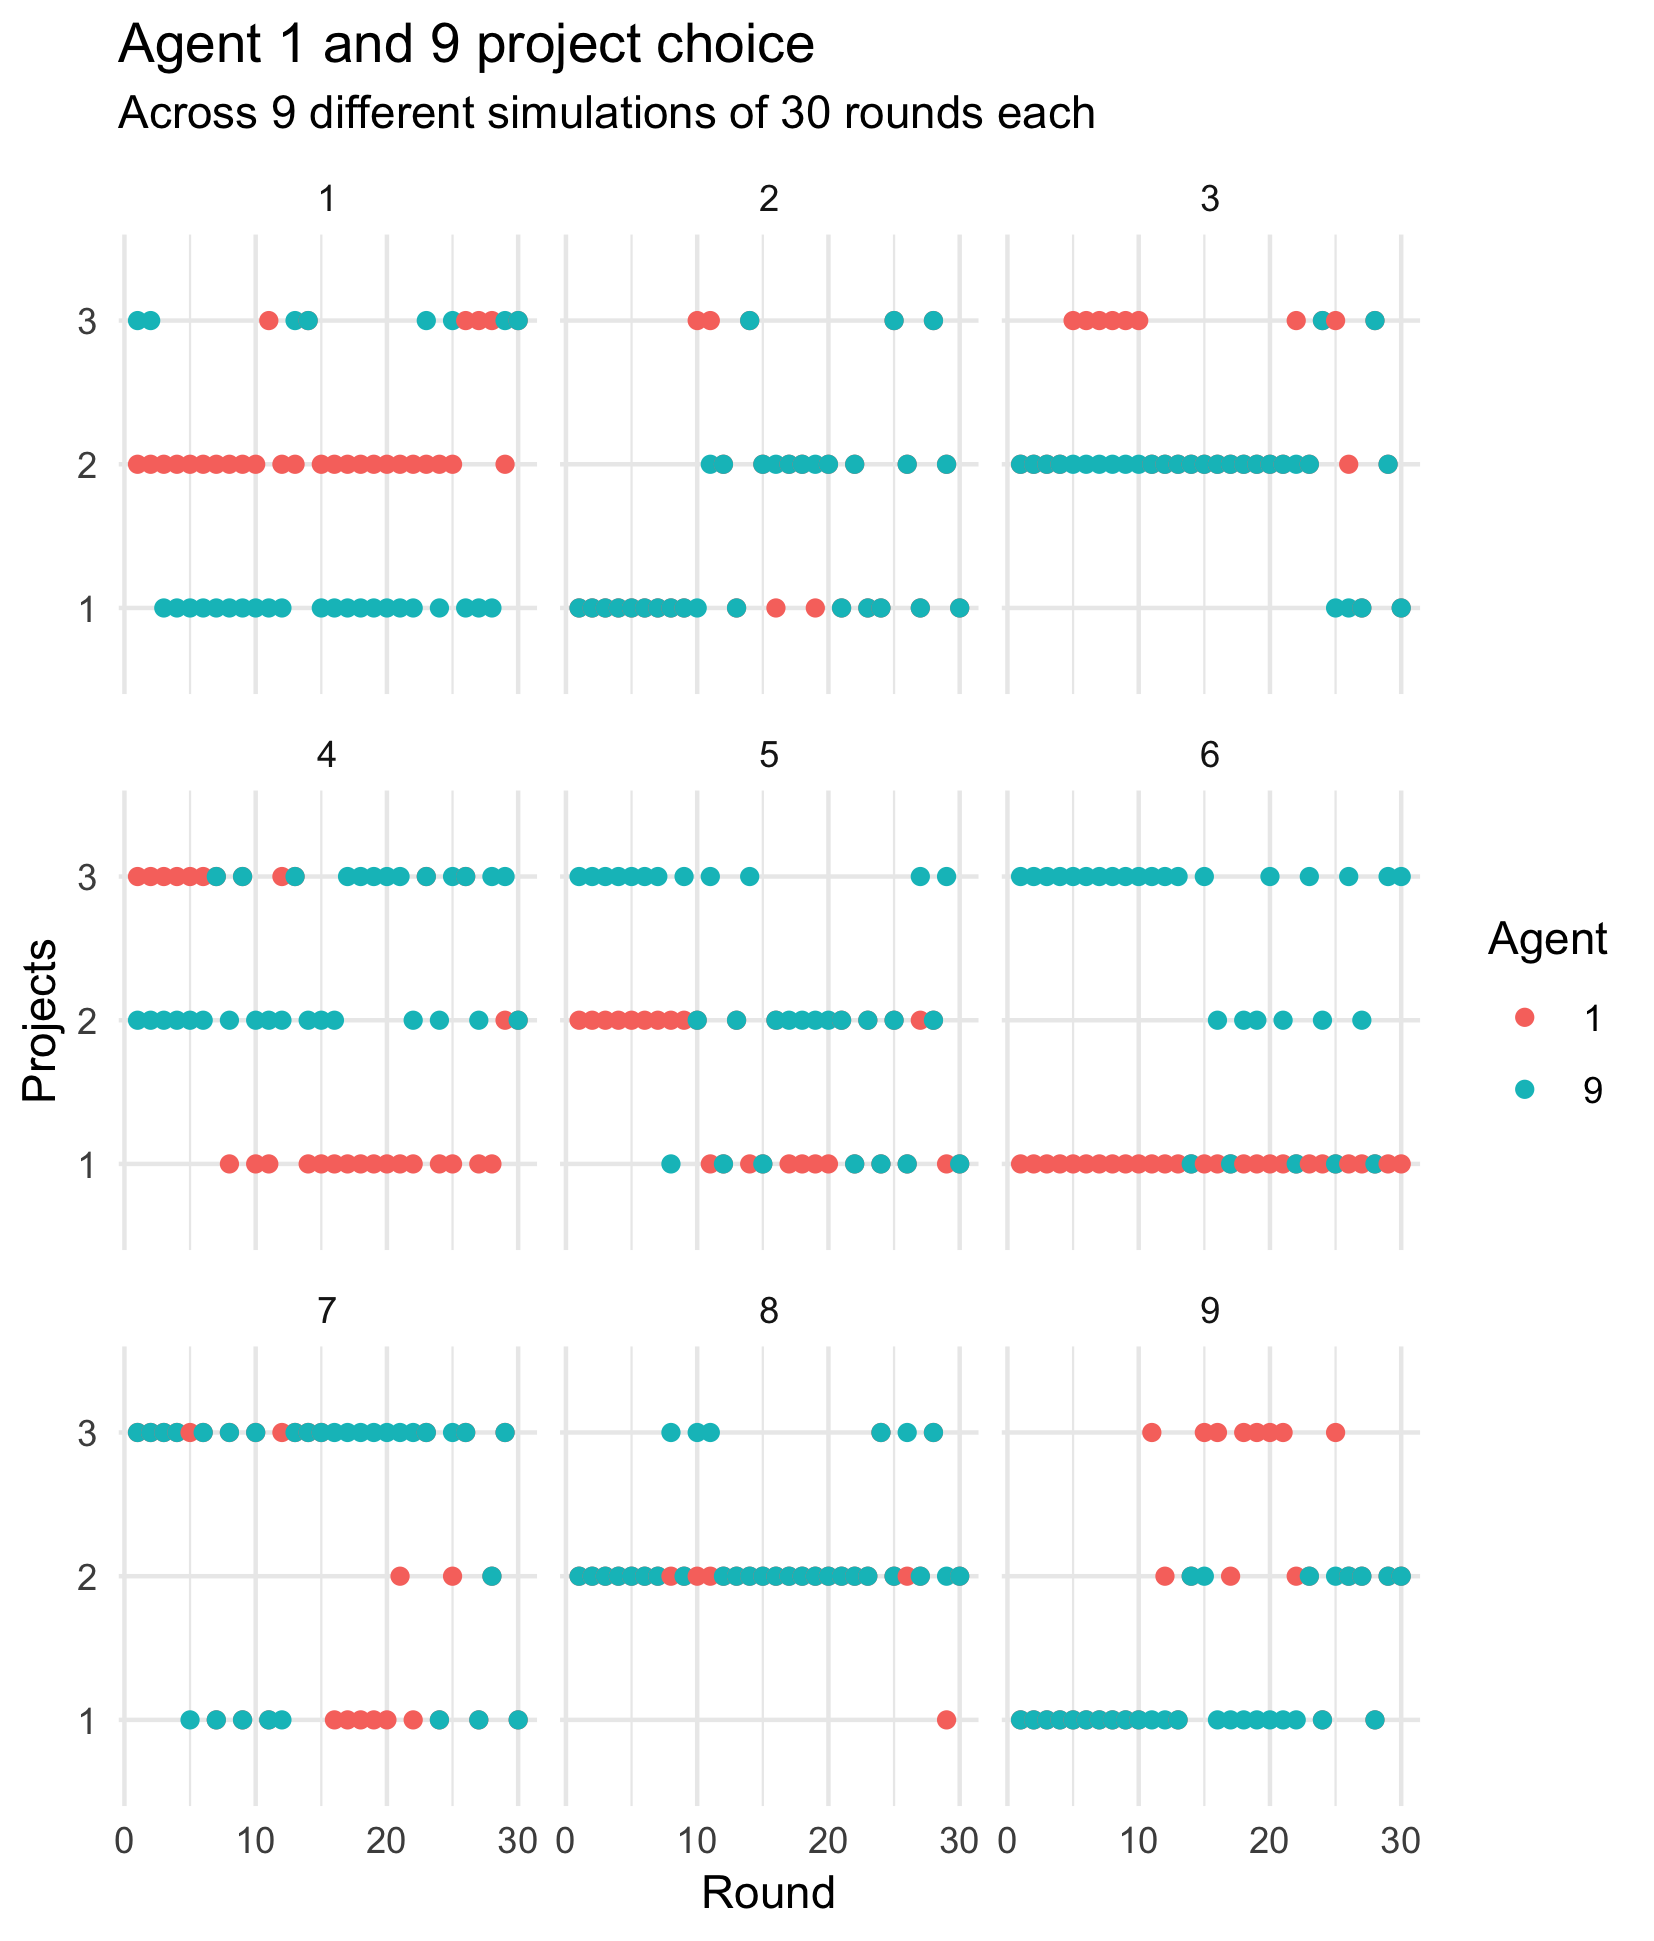 Agent 1 and 9 project choice
Across 9 different simulations of 30 rounds each
1 2 3
3
2
1
4 5 6
3
2
1
Projects
Agent
1
9
7 8 9
3
2
1
0 10 20 30 0 10 20 30 0 10 20 30
Round